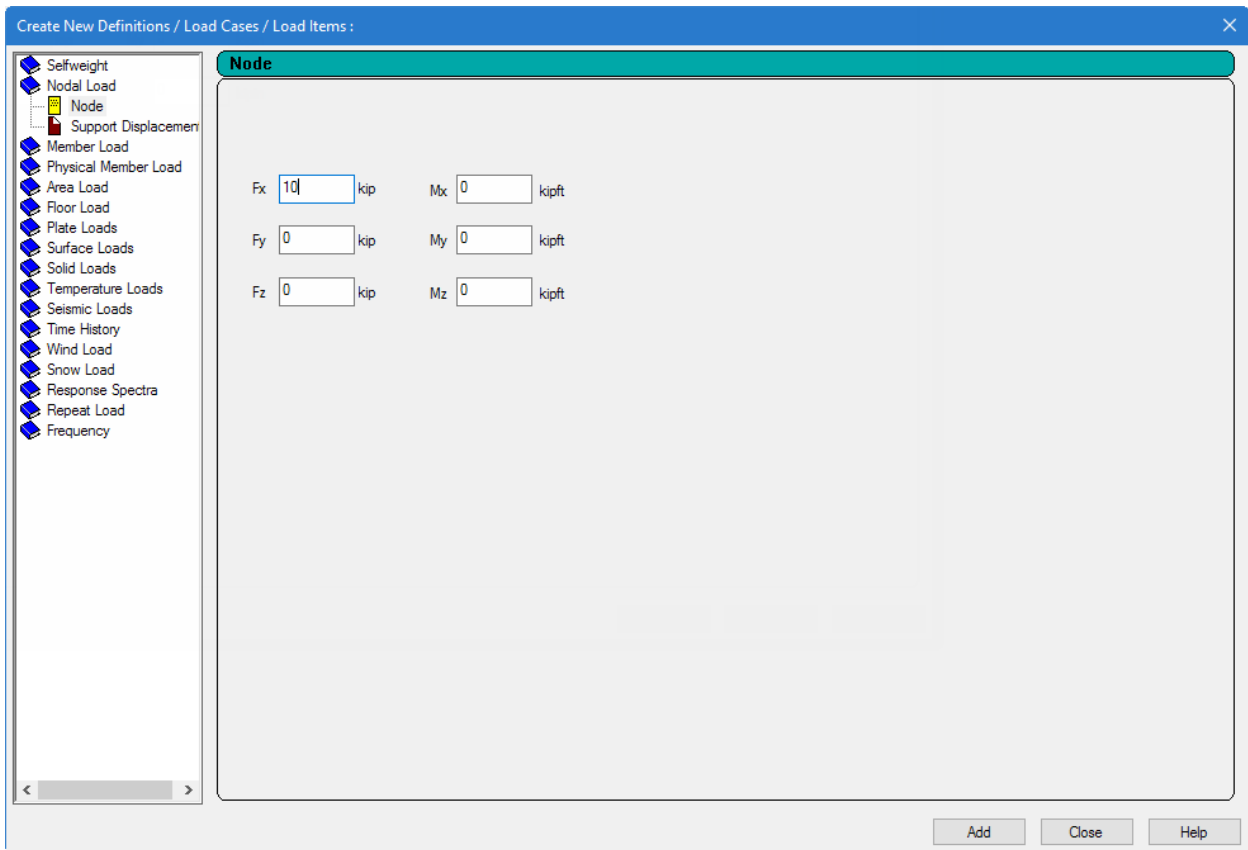 Create New Definitions / Load Cases / Load Items :
Selfweight
Nodal Load
Node
Support Displacemen
Member Load
Physical Member Load
Area Load
Floor Load
Plate Loads
Surface Loads
Solid Loads
Temperature Loads
Seismic Loads
Time History
Wind Load
Snow Load
Response Spectra
Repeat Load
Frequency
Node
Fx 10 kip Mx 0 kipft
Fy 0 kip My 0 kipft
Fz 0 kip Mz 0 kipft
Add Close Help